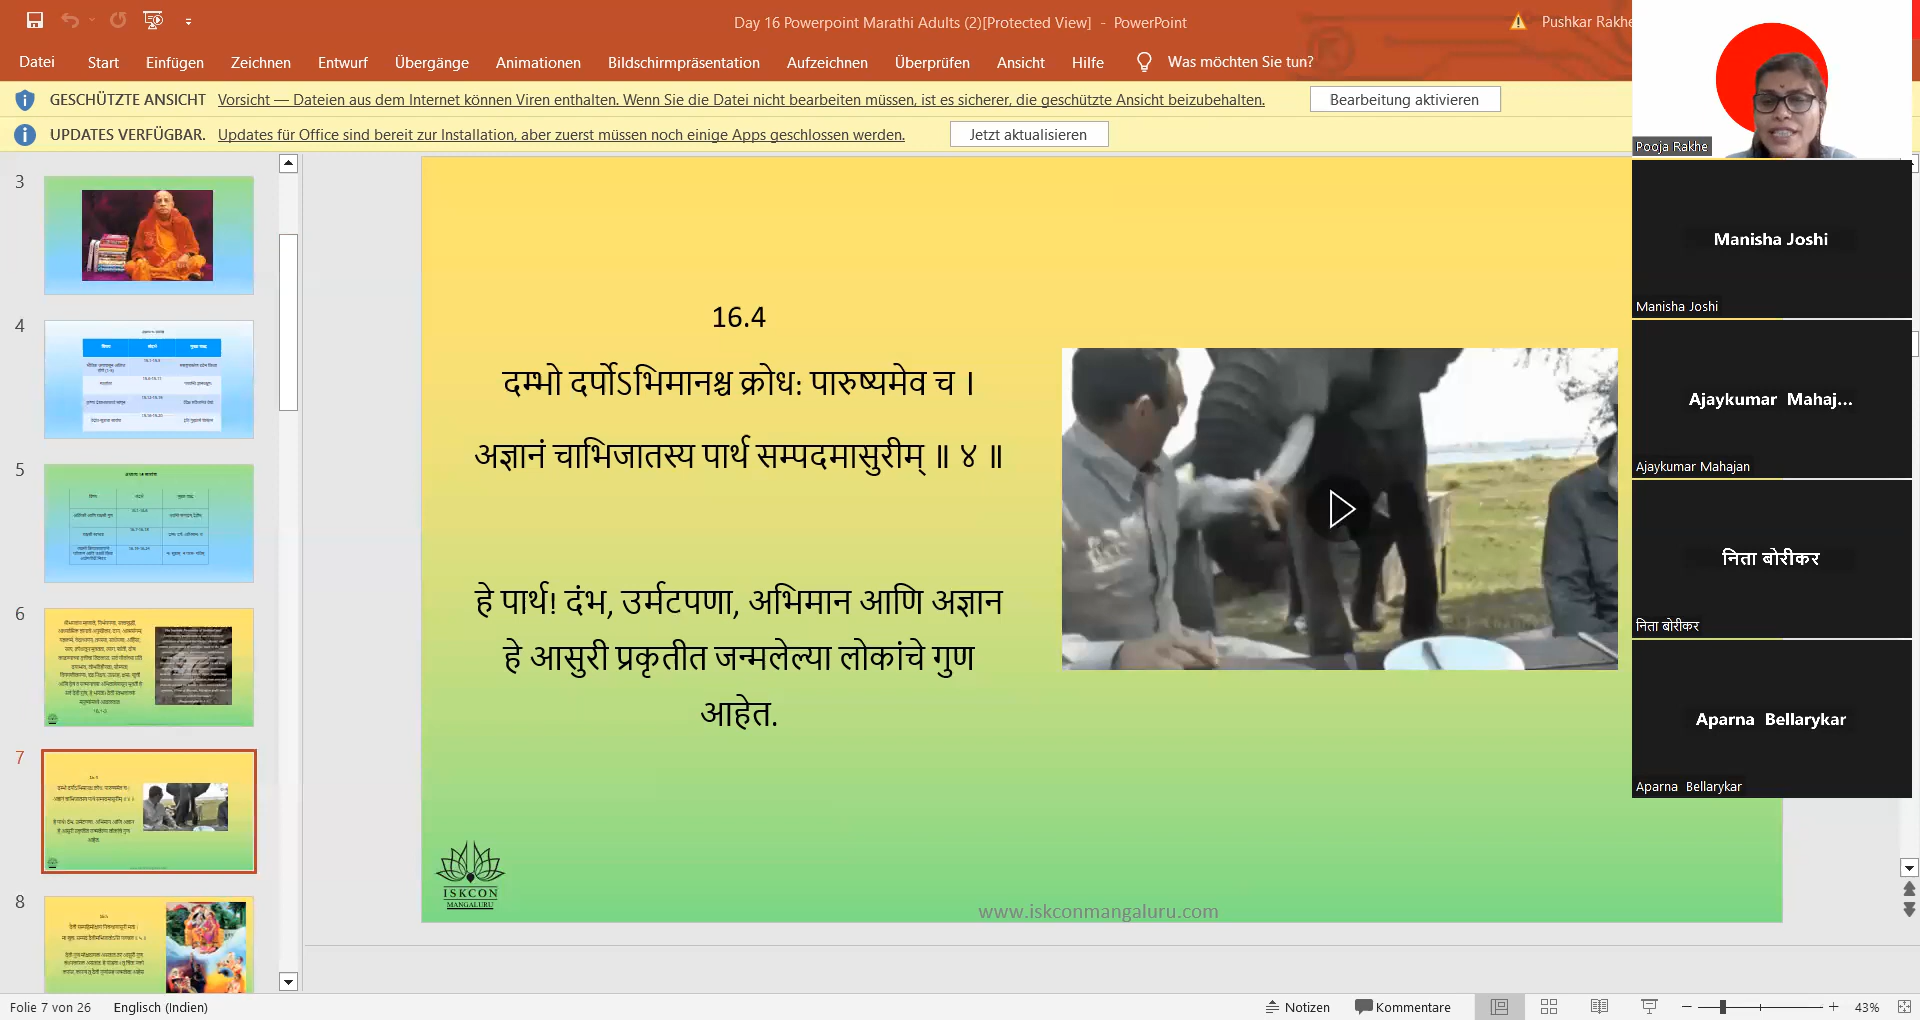 Day 16 Powerpoint Marathi Adults (2)[Protected View] - PowerPoint
Pushkar Rakhe
Datei Start Einfügen Zeichnen Entwurf Übergänge Animationen Bildschirmpräsentation Aufzeichnen Überprüfen Ansicht Hilfe Was möchten Sie tun?
GESCHÜTZTE ANSICHT Vorsicht — Dateien aus dem Internet können Viren enthalten. Wenn Sie die Datei nicht bearbeiten müssen, ist es sicherer, die geschützte Ansicht beizubehalten. Bearbeitung aktivieren
UPDATES VERFÜGBAR. Updates für Office sind bereit zur Installation, aber zuerst müssen noch einige Apps geschlossen werden. Jetzt aktualisieren
3
4
5
6
7
8
16.4
दम्भो दर्पोऽभिमानश्च क्रोध: पारुष्यमेव च ।
अज्ञानं चाभिजातस्य पार्थ सम्पदमासुरीम् ॥ ४ ॥
हे पार्थ! दंभ, उर्मटपणा, अभिमान आणि अज्ञान
हे आसुरी प्रकृतीत जन्मलेल्या लोकांचे गुण
आहेत.
ISKCON
MANGALURU
www.iskconmangaluru.com
Pooja Rakhe
Manisha Joshi
Manisha Joshi
Ajaykumar Mahaj...
Ajaykumar Mahajan
निता बोरीकर
निता बोरीकर
Aparna Bellarykar
Aparna Bellarykar
Folie 7 von 26 Englisch (Indien) Notizen Kommentare 43%